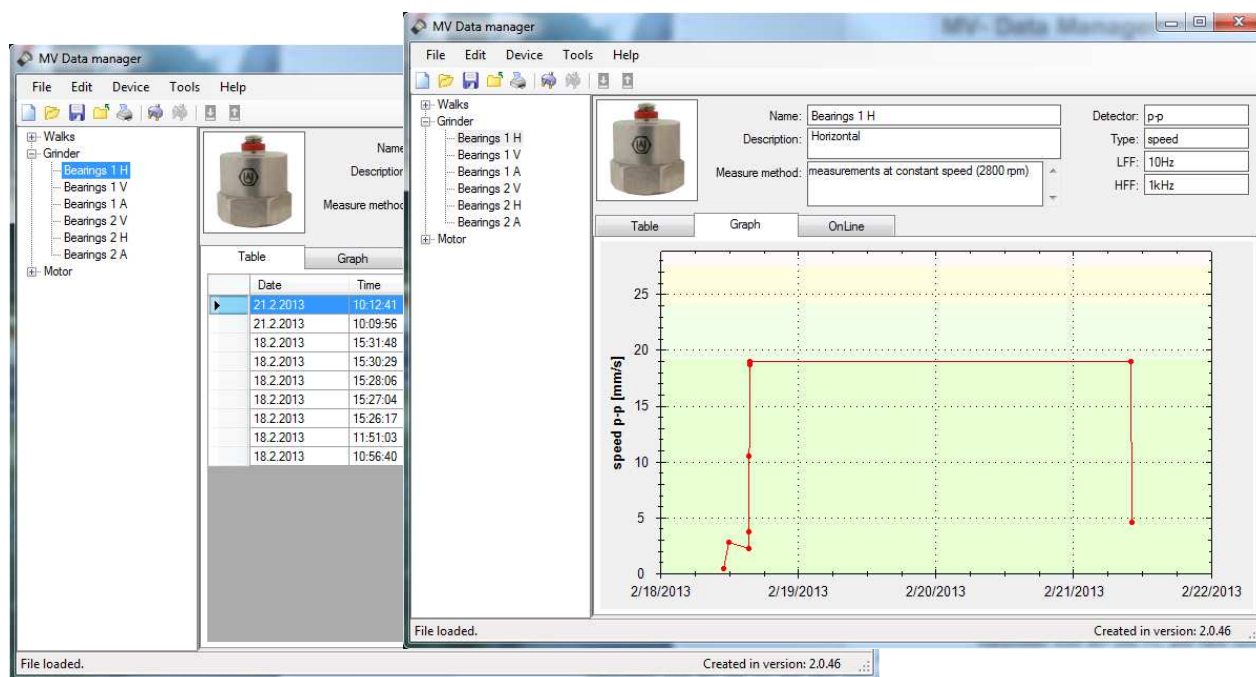 MV Data manager
File Edit Device Tools Help
Walks
Grinder
Bearings 1 H
Bearings 1 V
Bearings 1 A
Bearings 2 V
Bearings 2 H
Bearings 2 A
Motor
Name
Description
Measure method
Table Graph
Date Time
21.2.2013 10:12:41
21.2.2013 10:09:56
18.2.2013 15:31:48
18.2.2013 15:30:29
18.2.2013 15:28:06
18.2.2013 15:27:04
18.2.2013 15:26:17
18.2.2013 11:51:03
18.2.2013 10:56:40
File loaded. Created in version: 2.0.46
MV Data manager
MV- Data Manager
File Edit Device Tools Help
Walks
Grinder
Bearings 1 H
Bearings 1 V
Bearings 1 A
Bearings 2 V
Bearings 2 H
Bearings 2 A
Motor
Name: Bearings 1 H Detector: p-p
Description: Horizontal Type: speed
Measure method: measurements at constant speed (2800 rpm) LFF: 10Hz
HFF: 1kHz
Table Graph OnLine
speed p-p [mm/s]
25
20
15
10
5
0
2/18/2013 2/19/2013 2/20/2013 2/21/2013 2/22/2013
File loaded. Created in version: 2.0.46